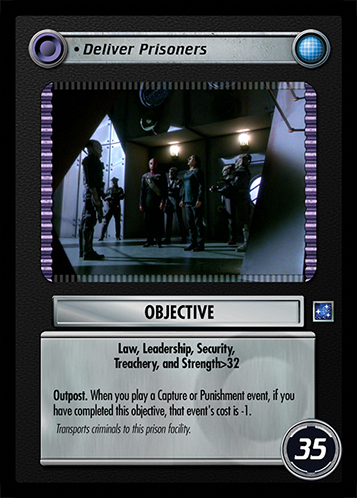 • Deliver Prisoners
OBJECTIVE
Law, Leadership, Security,
Treachery, and Strength>32
Outpost. When you play a Capture or Punishment event, if you
have completed this objective, that event's cost is -1.
Transports criminals to this prison facility.
35